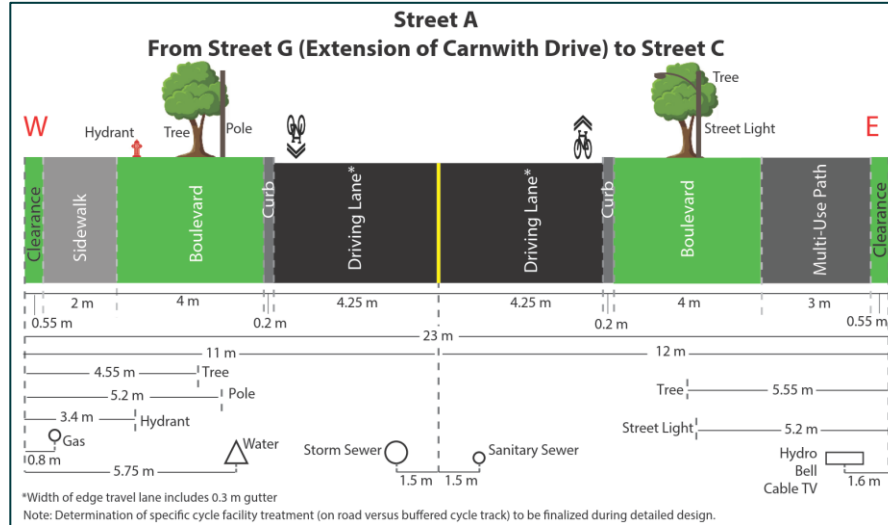 Street A
From Street G (Extension of Carnwith Drive) to Street C
W
Hydrant
Tree
Pole
Tree
Street Light
E
Clearance
Sidewalk
Boulevard
Curb
Driving Lane*
Driving Lane*
Curb
Boulevard
Multi-Use Path
Clearance
2 m
4 m
4.25 m
4.25 m
4 m
3 m
0.55 m
0.2 m
0.2 m
0.55 m
23 m
11 m
12 m
4.55 m
Tree
Tree
5.55 m
5.2 m
Pole
3.4 m
Hydrant
Street Light
5.2 m
Gas
Water
Storm Sewer
Sanitary Sewer
Hydro
Bell
Cable TV
0.8 m
5.75 m
1.5 m
1.5 m
1.6 m
*Width of edge travel lane includes 0.3 m gutter
Note: Determination of specific cycle facility treatment (on road versus buffered cycle track) to be finalized during detailed design.